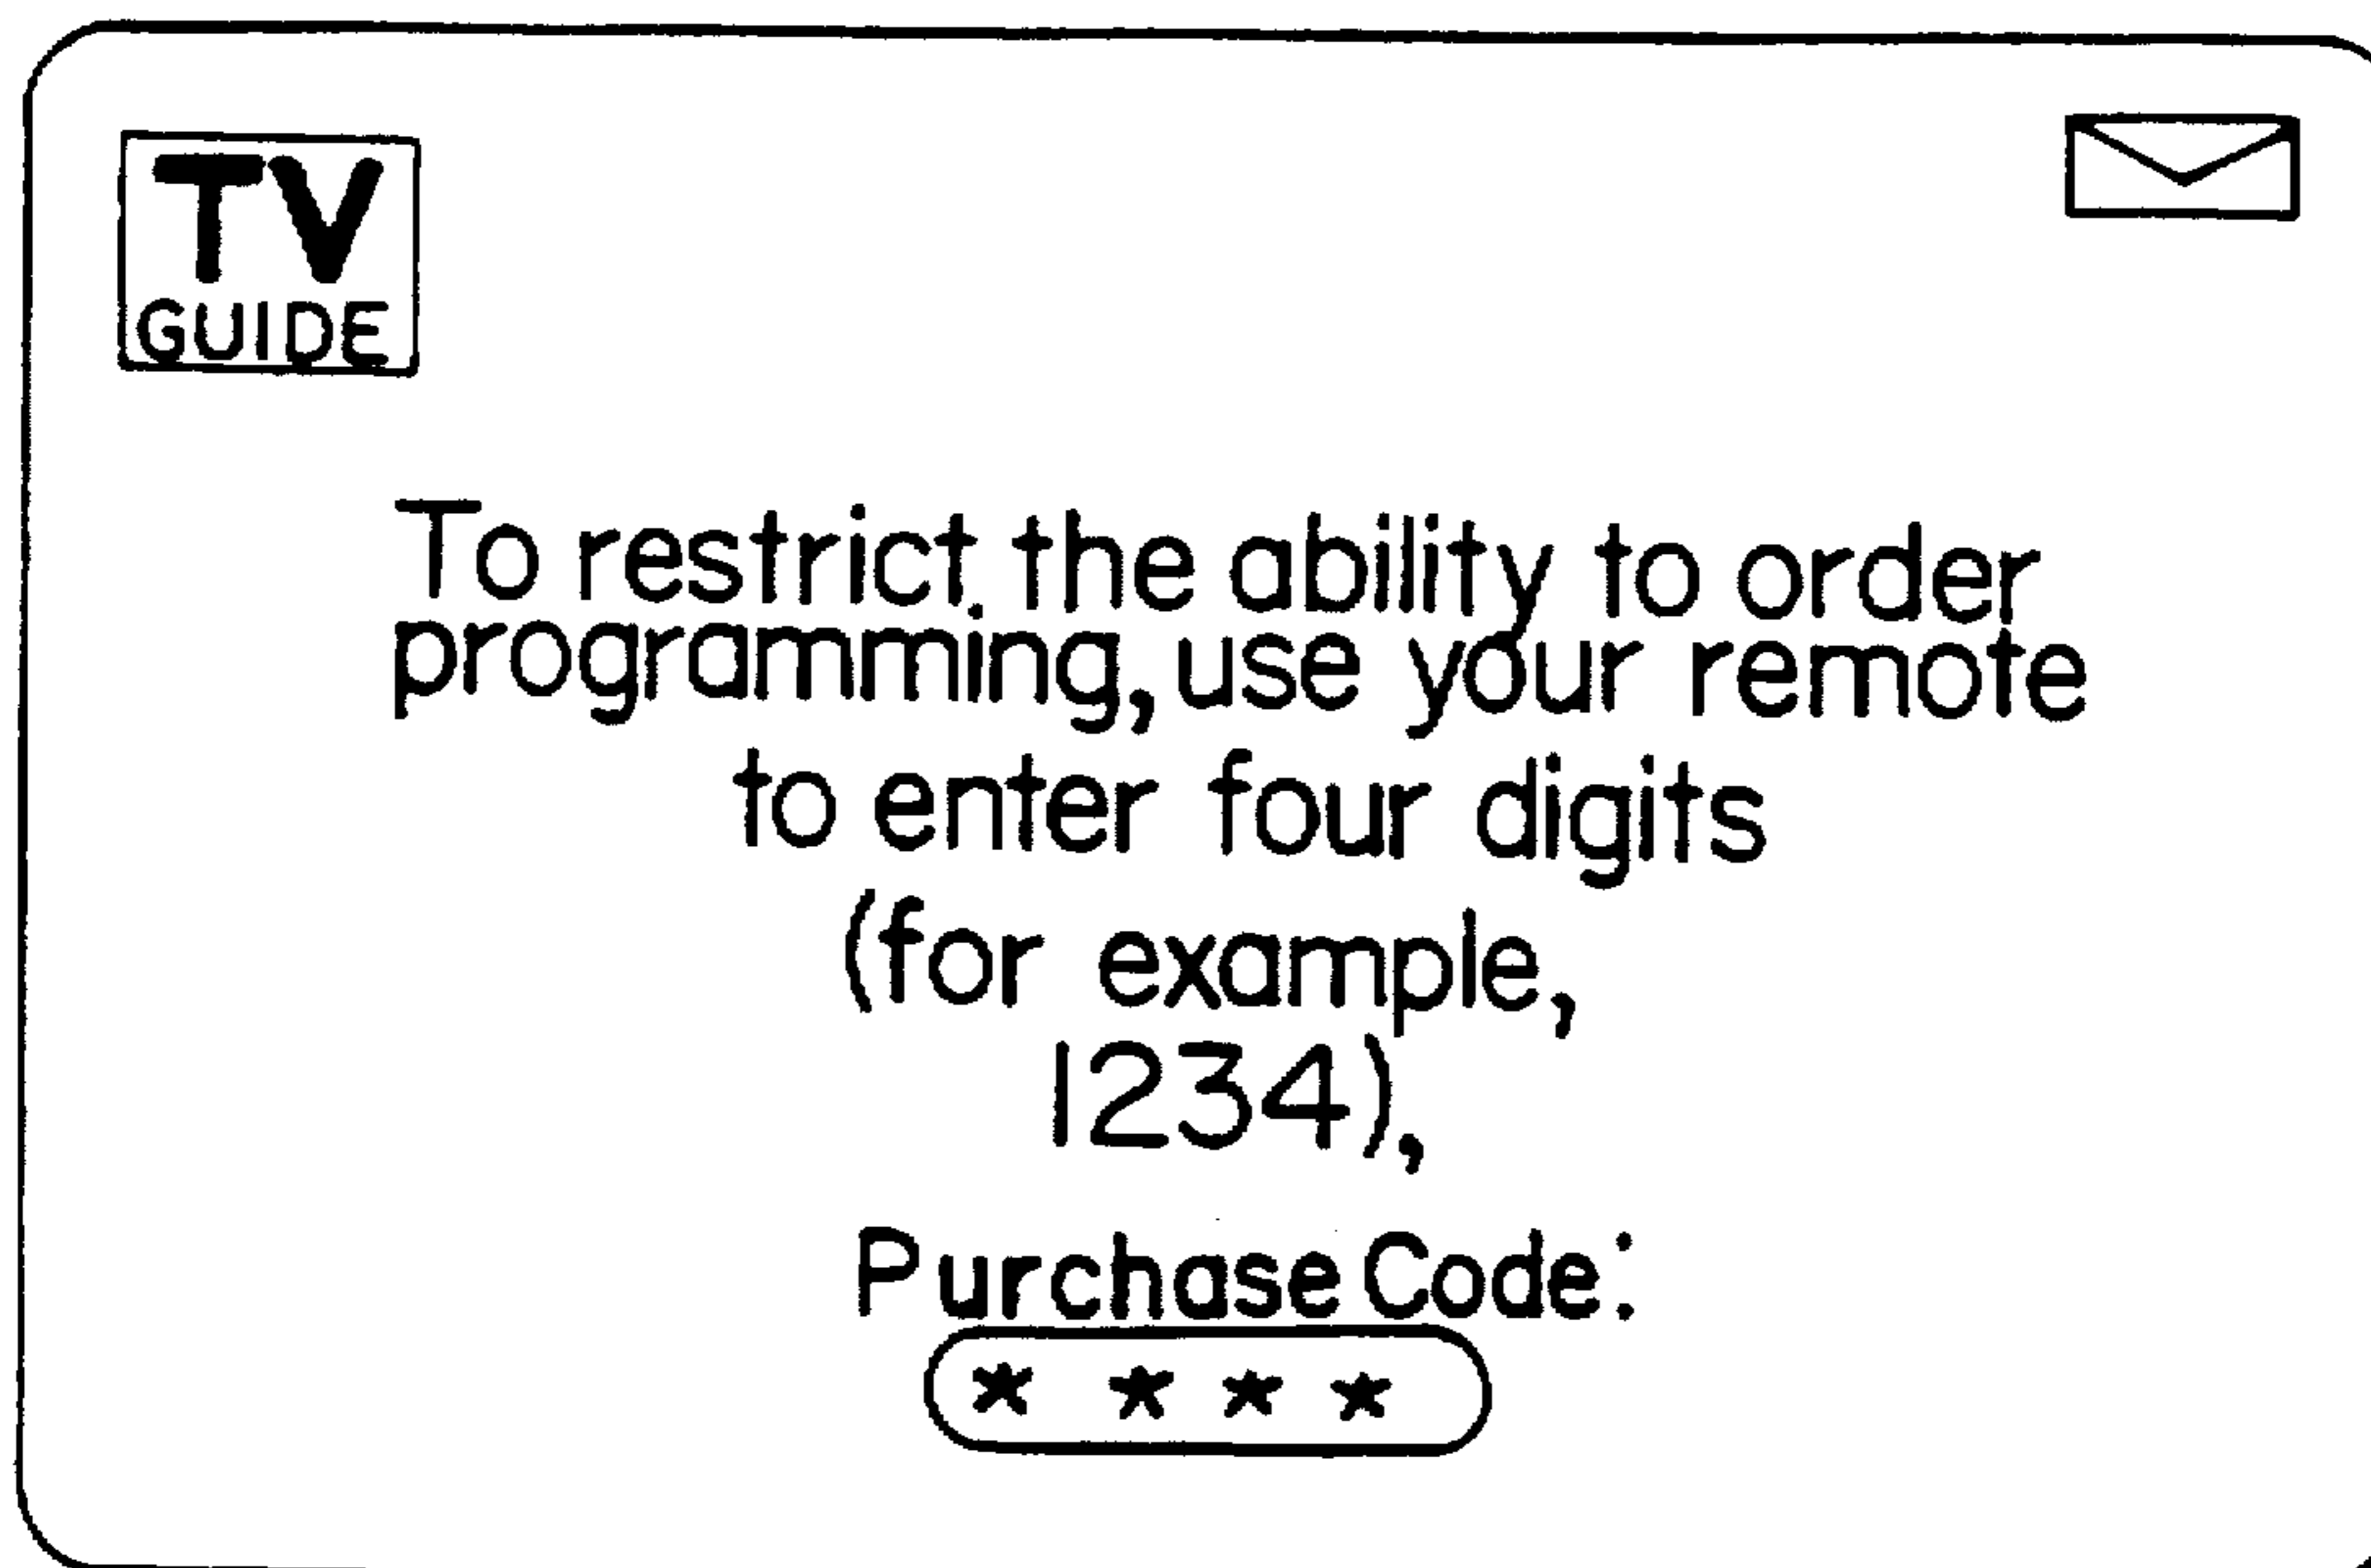 TV
GUIDE
To restrict the ability to order
programming, use your remote
to enter four digits
(for example,
1234),
Purchase Code:
* * * *